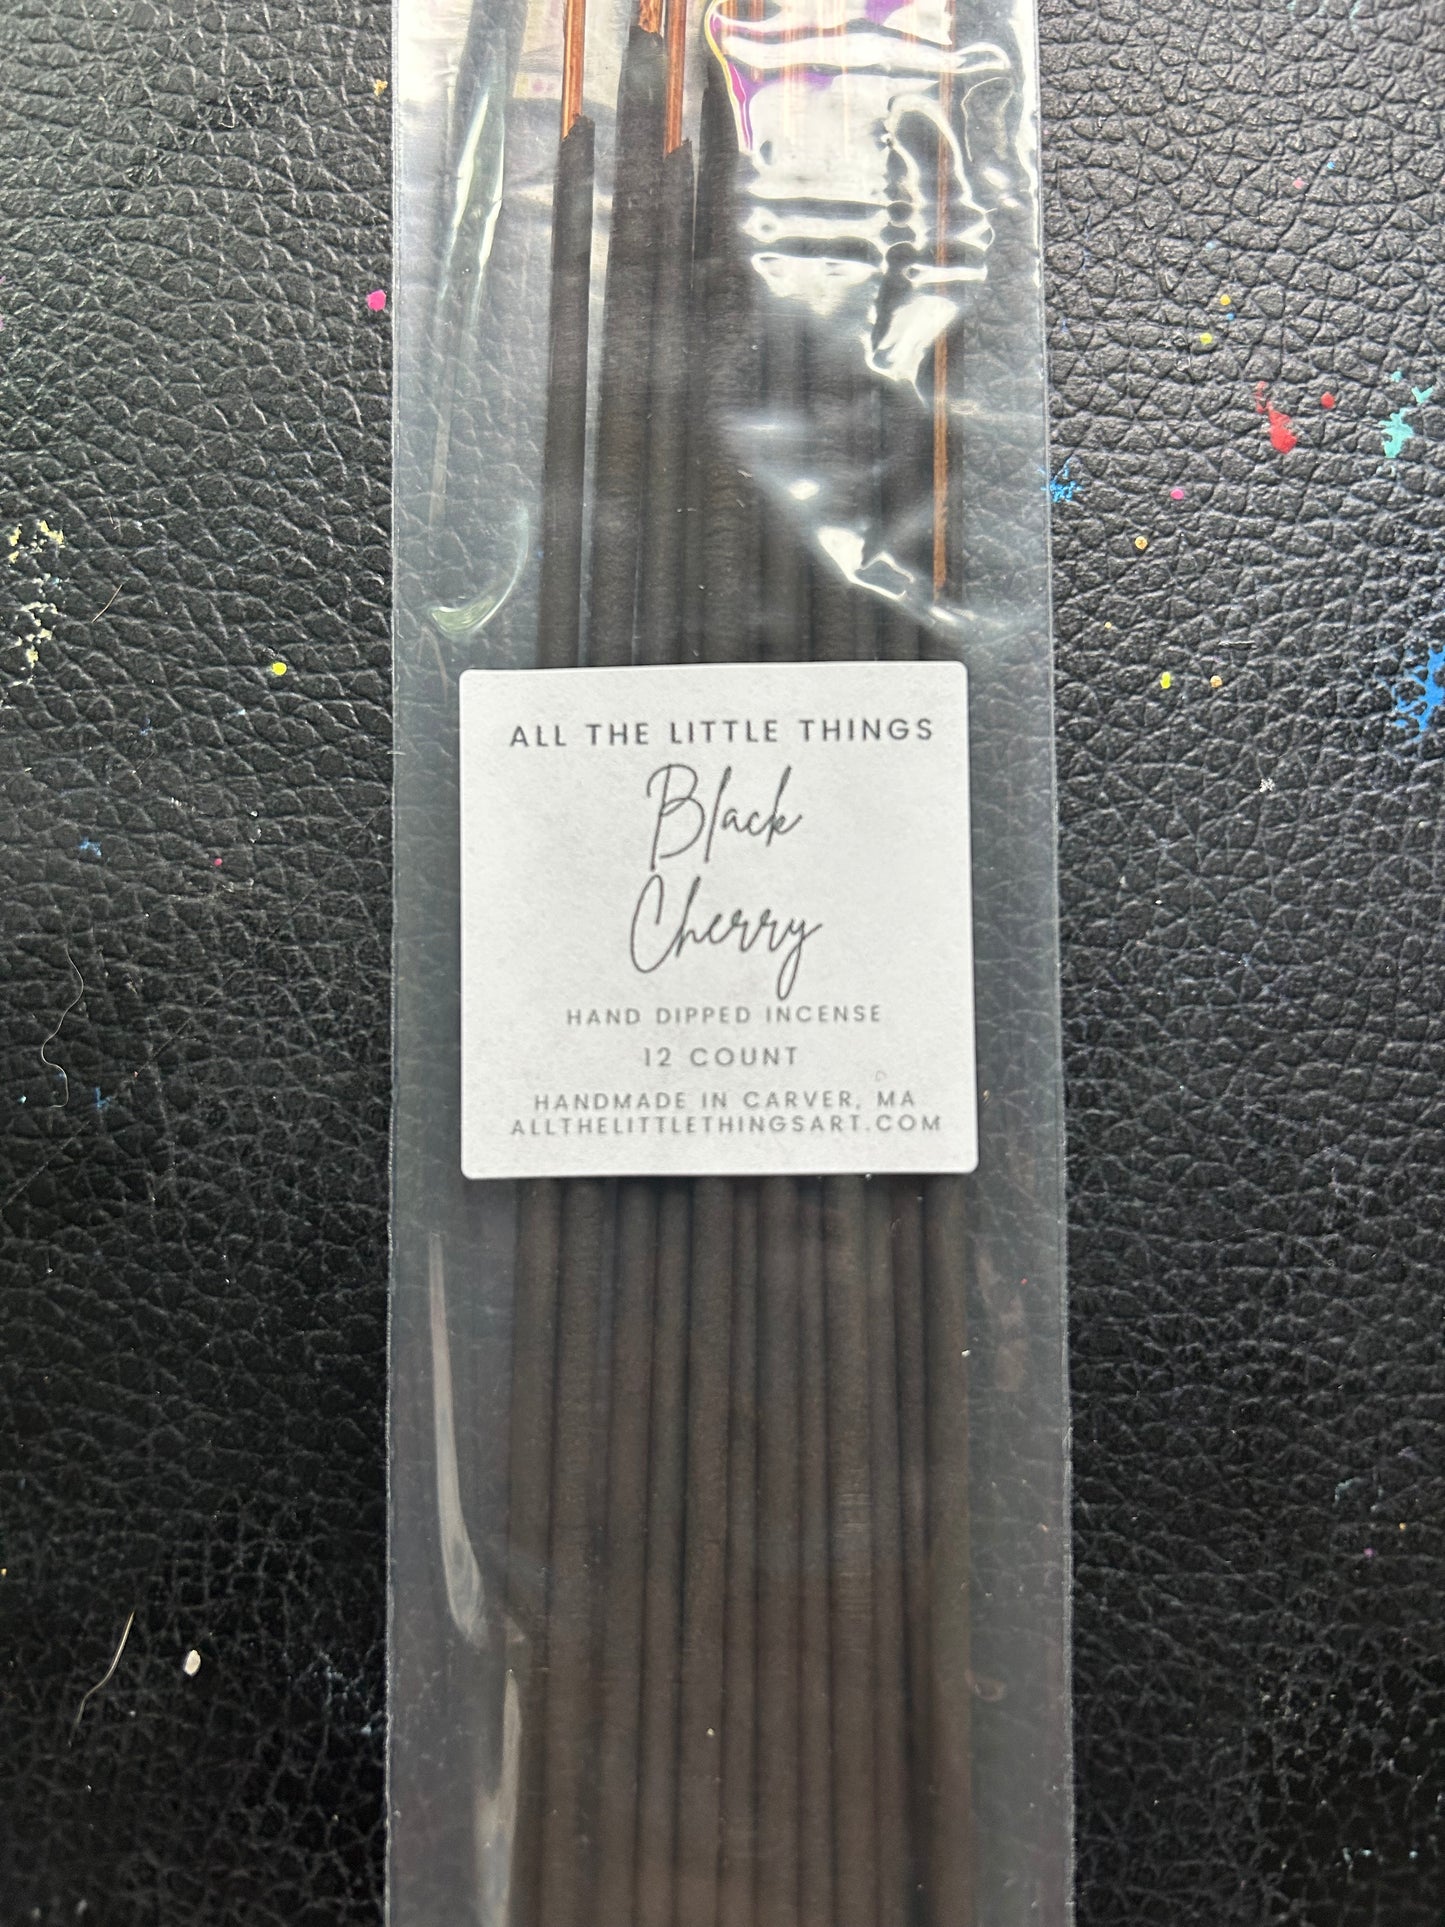 ALL THE LITTLE THINGS
Black
Cherry
HAND DIPPED INCENSE
12 COUNT
HANDMADE IN CARVER, MA
ALLTHELITTLETHINGSART.COM